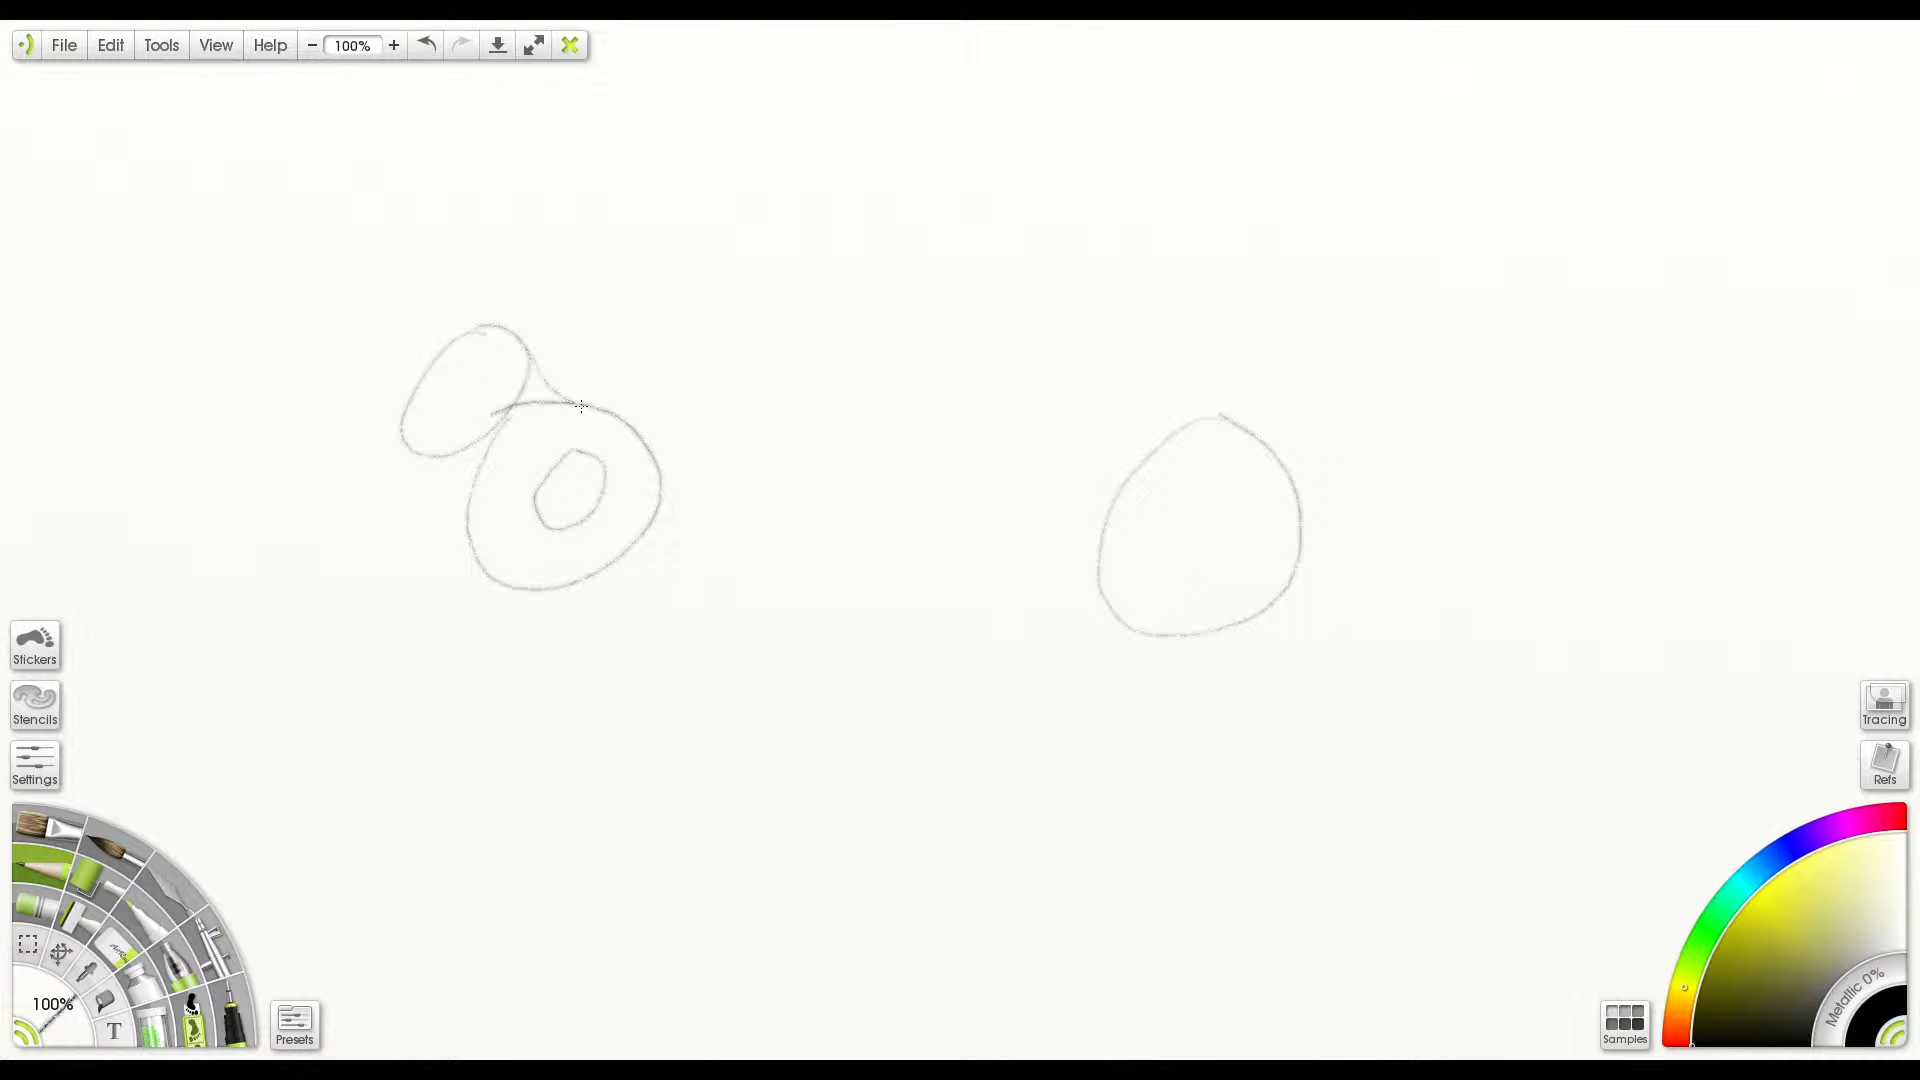 File Edit Tools View Help − 100% +
Stickers
Stencils
Settings
Tracing
Refs
100%
T
Presets
Samples
Metallic 0%